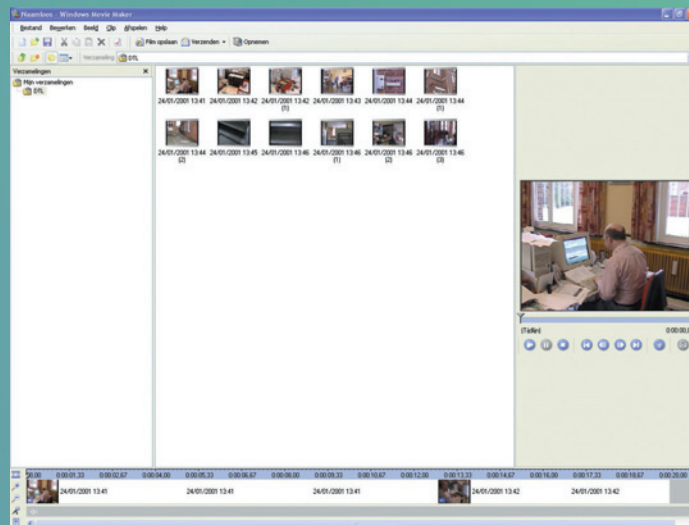 Naamloos - Windows Movie Maker
Bestand Bewerken Beeld Clip Afspelen Help
Film opslaan Verzenden Opnemen
Verzameling: DTL
Verzamelingen
Mijn verzamelingen
DTL
24/01/2001 13:41 24/01/2001 13:42 24/01/2001 13:42 (1) 24/01/2001 13:43 24/01/2001 13:44 24/01/2001 13:44 (1)
24/01/2001 13:44 (2) 24/01/2001 13:45 24/01/2001 13:46 24/01/2001 13:46 (1) 24/01/2001 13:46 (2) 24/01/2001 13:46 (3)
(Tijdlijn)
0:00:01,33 0:00:02,67 0:00:04,00 0:00:05,33 0:00:06,67 0:00:08,00 0:00:09,33 0:00:10,67 0:00:12,00 0:00:13,33 0:00:14,67 0:00:16,00 0:00:17,33 0:00:18,67 0:00:20,00
24/01/2001 13:41 24/01/2001 13:41 24/01/2001 13:41 24/01/2001 13:42 24/01/2001 13:42